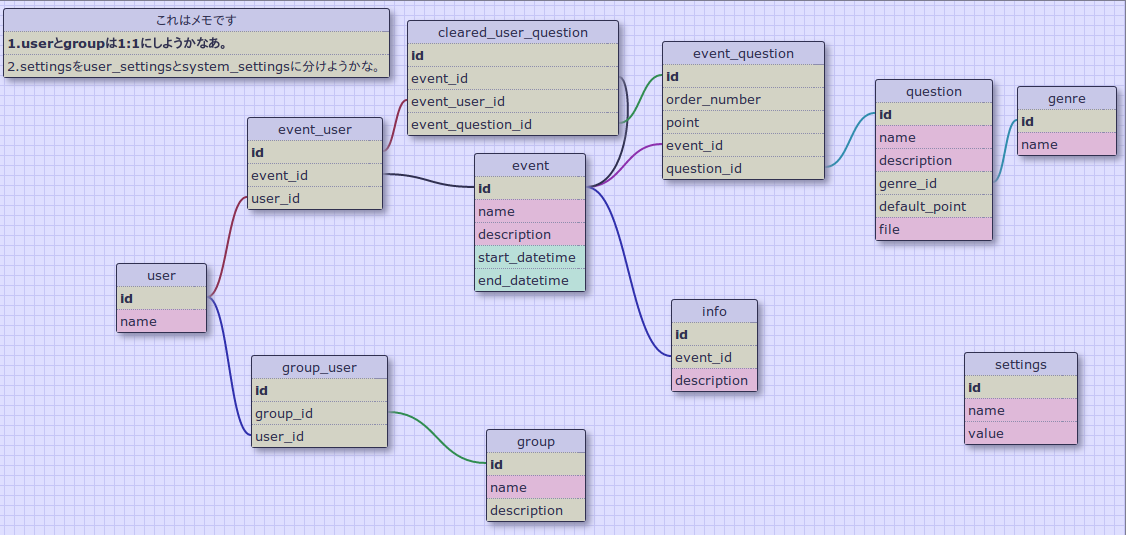 これはメモです
1.userとgroupは1:1にしようかなあ。
2.settingsをuser_settingsとsystem_settingsに分けようかな。
cleared_user_question
id
event_id
event_user_id
event_question_id
event_question
id
order_number
point
event_id
question_id
question
id
name
description
genre_id
default_point
file
genre
id
name
event_user
id
event_id
user_id
event
id
name
description
start_datetime
end_datetime
user
id
name
info
id
event_id
description
settings
id
name
value
group_user
id
group_id
user_id
group
id
name
description